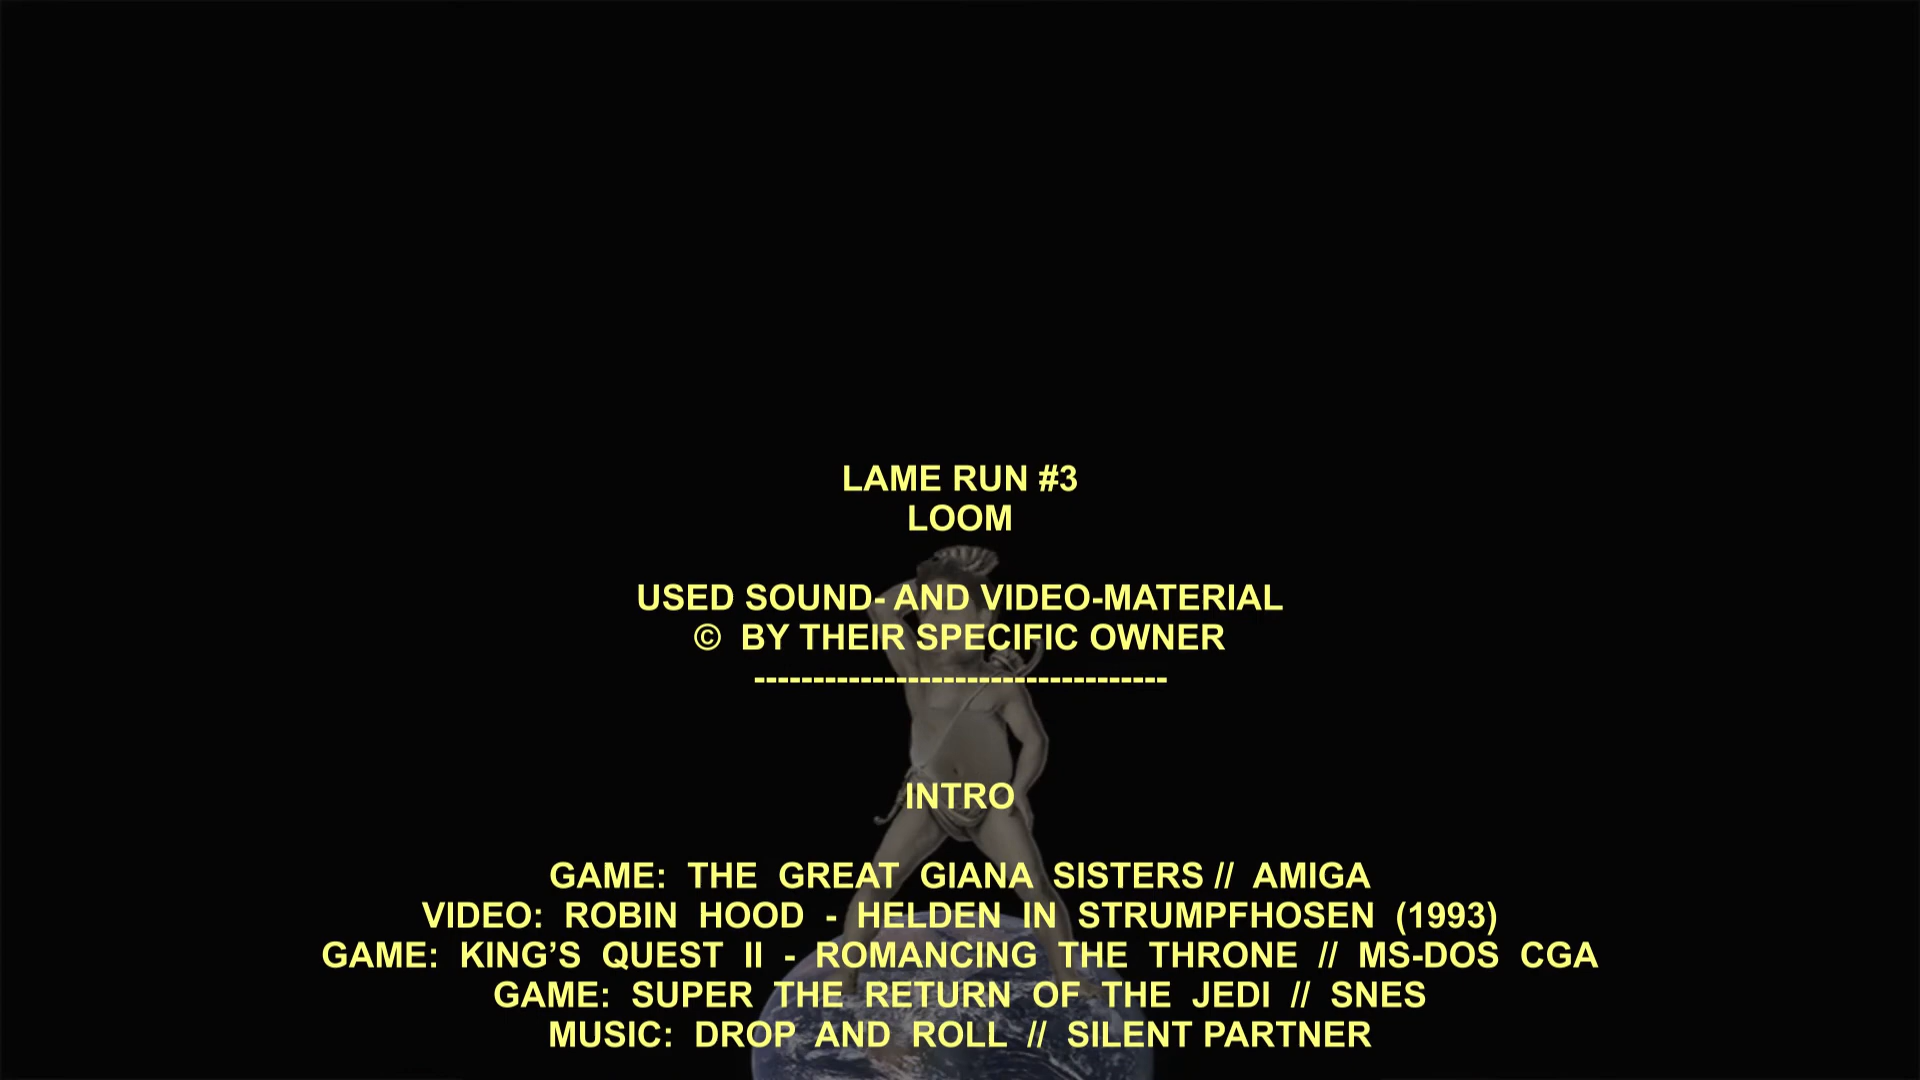 LAME RUN #3
LOOM
USED SOUND- AND VIDEO-MATERIAL
© BY THEIR SPECIFIC OWNER
-----------------------------------
INTRO
GAME: THE GREAT GIANA SISTERS // AMIGA
VIDEO: ROBIN HOOD - HELDEN IN STRUMPFHOSEN (1993)
GAME: KING’S QUEST II - ROMANCING THE THRONE // MS-DOS CGA
GAME: SUPER THE RETURN OF THE JEDI // SNES
MUSIC: DROP AND ROLL // SILENT PARTNER